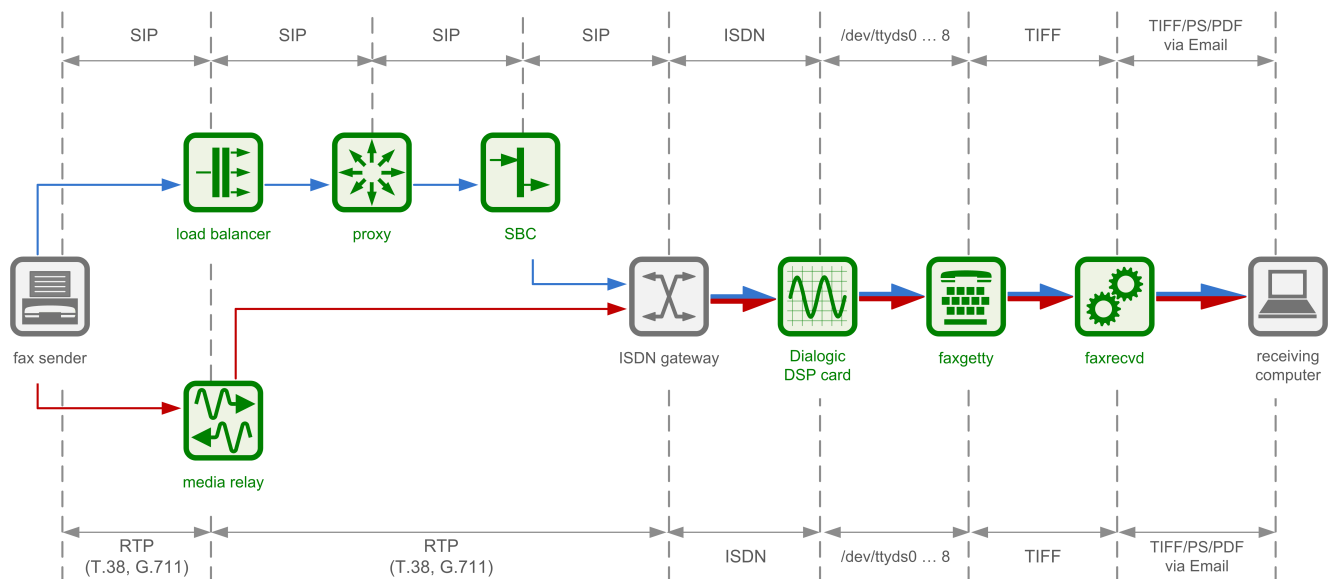 SIP
SIP
SIP
SIP
ISDN
/dev/ttyds0 ... 8
TIFF
TIFF/PS/PDF
via Email
load balancer
proxy
SBC
fax sender
ISDN gateway
Dialogic
DSP card
faxgetty
faxrecvd
receiving
computer
media relay
RTP
(T.38, G.711)
RTP
(T.38, G.711)
ISDN
/dev/ttyds0 ... 8
TIFF
TIFF/PS/PDF
via Email